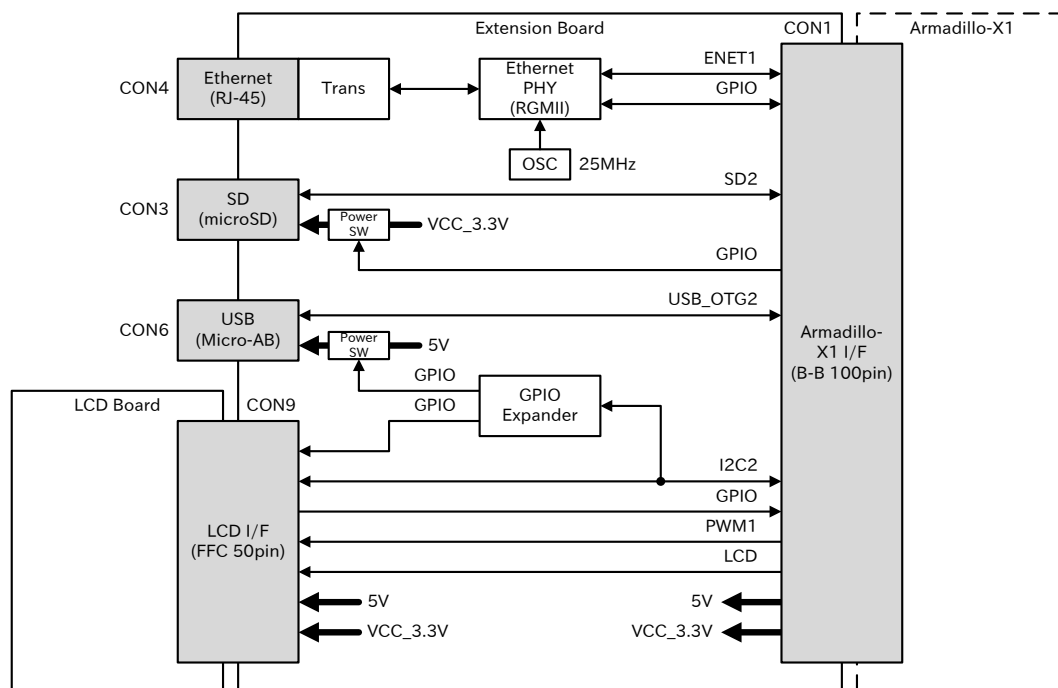 Extension Board
CON1
Armadillo-X1
CON4
Ethernet
(RJ-45)
Trans
Ethernet
PHY
(RGMII)
ENET1
GPIO
OSC
25MHz
CON3
SD
(microSD)
SD2
Power
SW
VCC_3.3V
GPIO
CON6
USB
(Micro-AB)
USB_OTG2
Power
SW
5V
Armadillo-
X1 I/F
(B-B 100pin)
GPIO
GPIO
GPIO
Expander
LCD Board
CON9
I2C2
GPIO
LCD I/F
(FFC 50pin)
PWM1
LCD
5V
5V
VCC_3.3V
VCC_3.3V